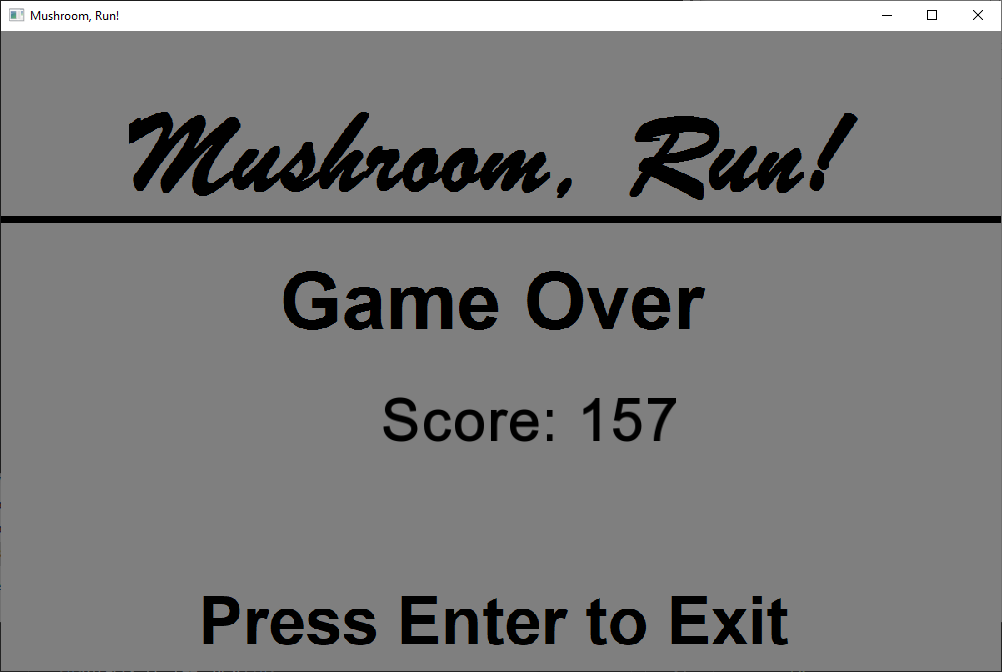 Mushroom, Run!
Mushroom, Run!
Game Over
Score: 157
Press Enter to Exit